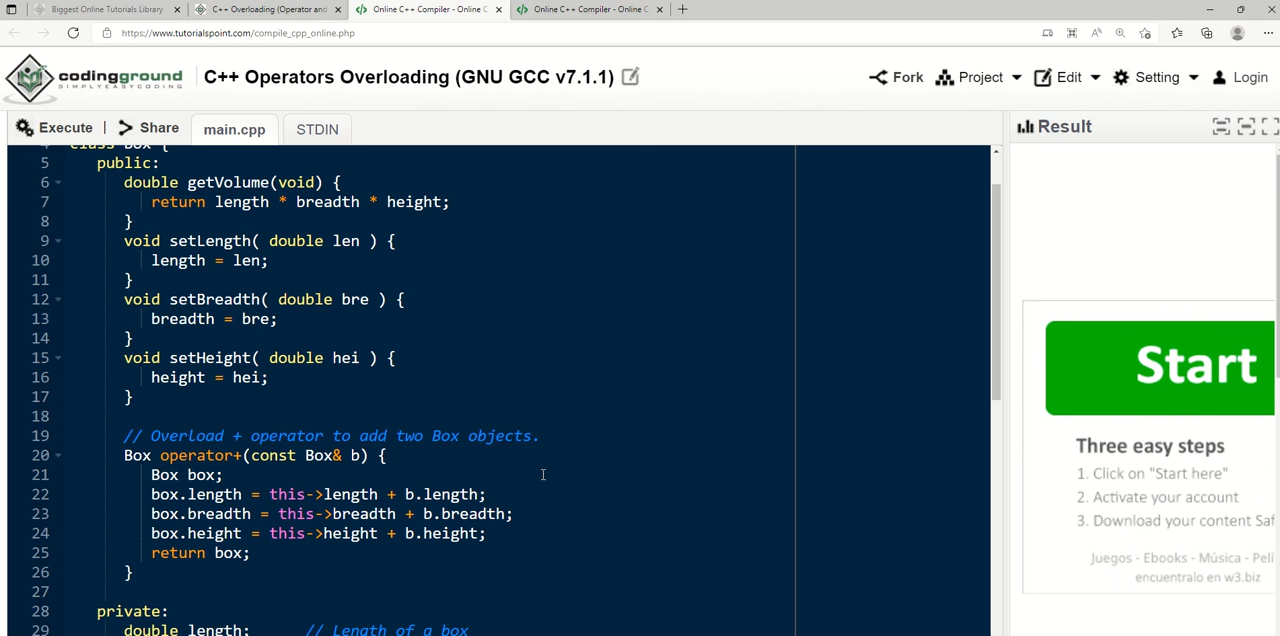 Biggest Online Tutorials Library
C++ Overloading (Operator and
Online C++ Compiler - Online C
Online C++ Compiler - Online C
https://www.tutorialspoint.com/compile_cpp_online.php
codingground
SIMPLYEASYCODING
C++ Operators Overloading (GNU GCC v7.1.1)
Fork
Project
Edit
Setting
Login
Execute | Share
main.cpp
STDIN
Result
4 class Box {
5 public:
6 double getVolume(void) {
7 return length * breadth * height;
8 }
9 void setLength( double len ) {
10 length = len;
11 }
12 void setBreadth( double bre ) {
13 breadth = bre;
14 }
15 void setHeight( double hei ) {
16 height = hei;
17 }
18
19 // Overload + operator to add two Box objects.
20 Box operator+(const Box& b) {
21 Box box;
22 box.length = this->length + b.length;
23 box.breadth = this->breadth + b.breadth;
24 box.height = this->height + b.height;
25 return box;
26 }
27
28 private:
29 double length; // Length of a box
Start
Three easy steps
1. Click on "Start here"
2. Activate your account
3. Download your content Saf
Juegos - Ebooks - Música - Pelí
encuentralo en w3.biz